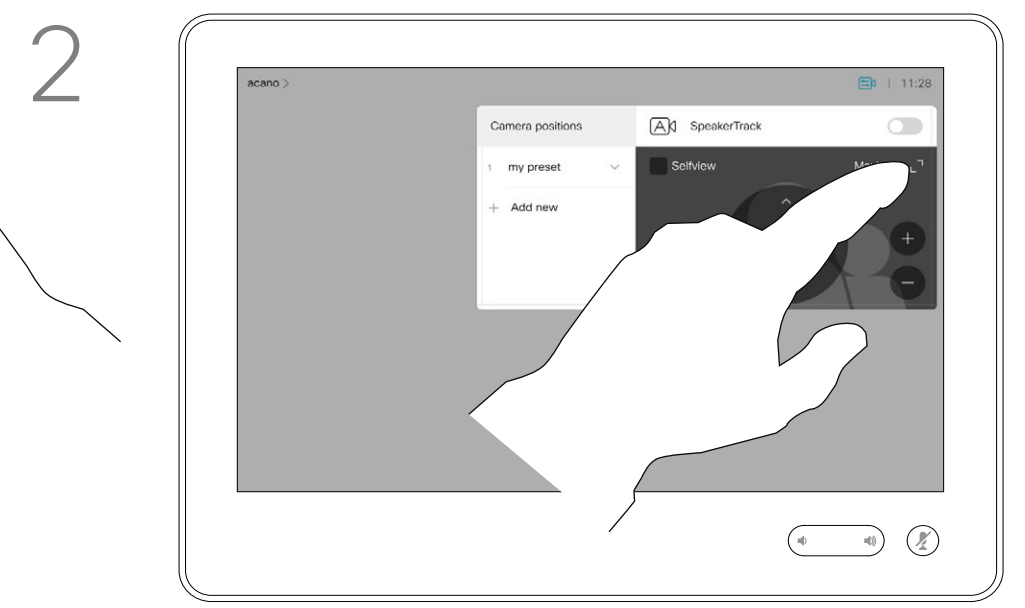 2
acano >
11:28
Camera positions
SpeakerTrack
1 my preset
Selfview
+ Add new